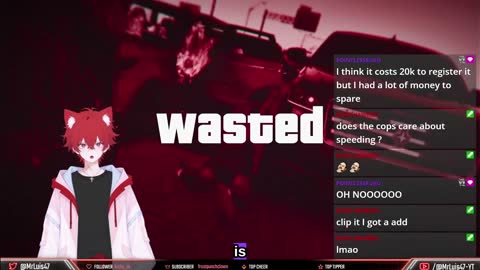 I think it costs 20k to register it
but I had a lot of money to
spare
wasted
does the cops care about
speeding ?
OH NOOOOOO
clip it I got a add
is
lmao
@MrLuis47
FOLLOWER
SUBSCRIBER
TOP CHEER
TOP TIPPER
@MrLuis47-YT